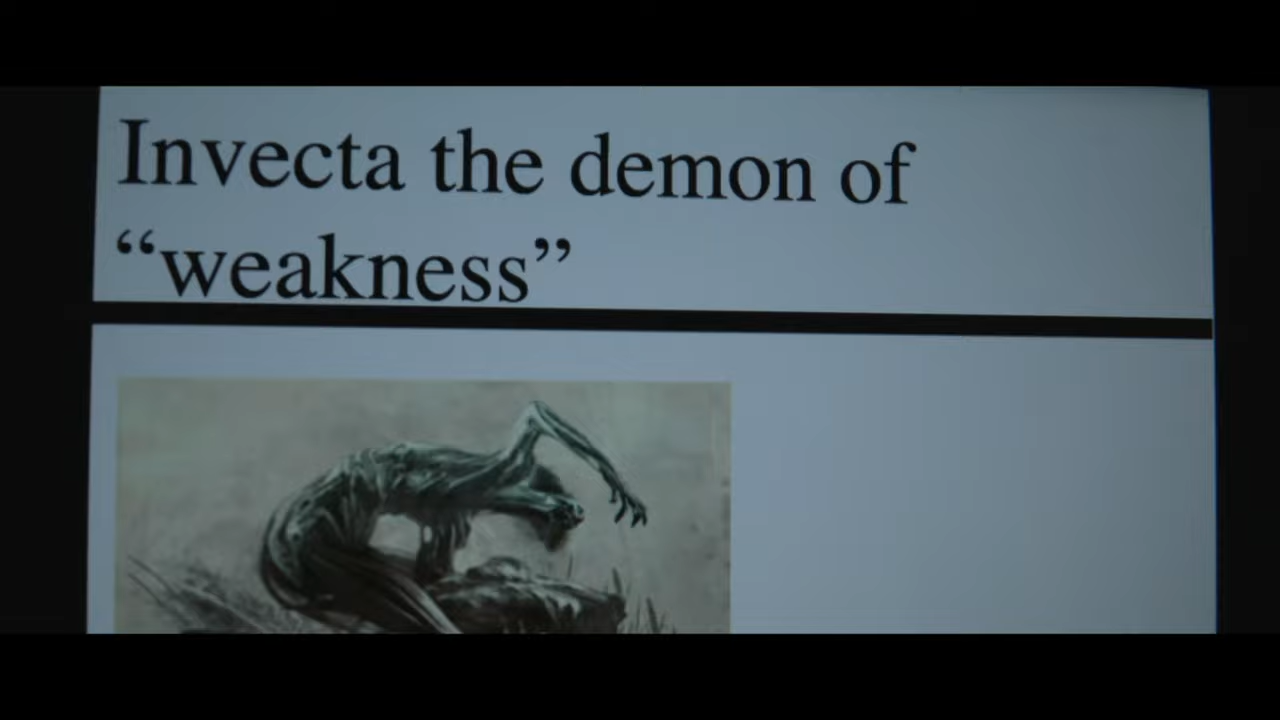 Invecta the demon of
“weakness”